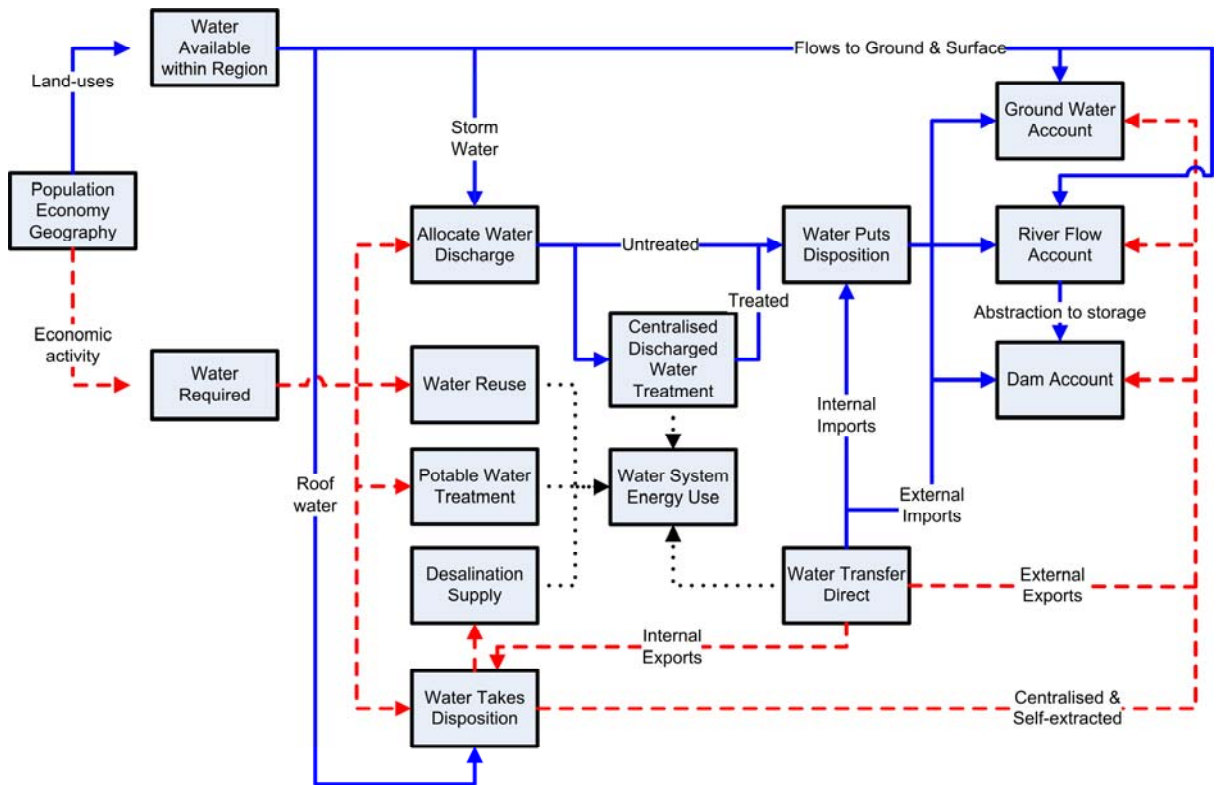 Water
Available
within Region
Flows to Ground & Surface
Land-uses
Ground Water
Account
Storm
Water
Population
Economy
Geography
Allocate Water
Discharge
Untreated
Water Puts
Disposition
River Flow
Account
Treated
Abstraction to storage
Economic
activity
Centralised
Discharged
Water
Treatment
Water
Required
Water Reuse
Dam Account
Internal
Imports
Roof
water
Potable Water
Treatment
Water System
Energy Use
External
Imports
Desalination
Supply
Water Transfer
Direct
External
Exports
Internal
Exports
Water Takes
Disposition
Centralised &
Self-extracted